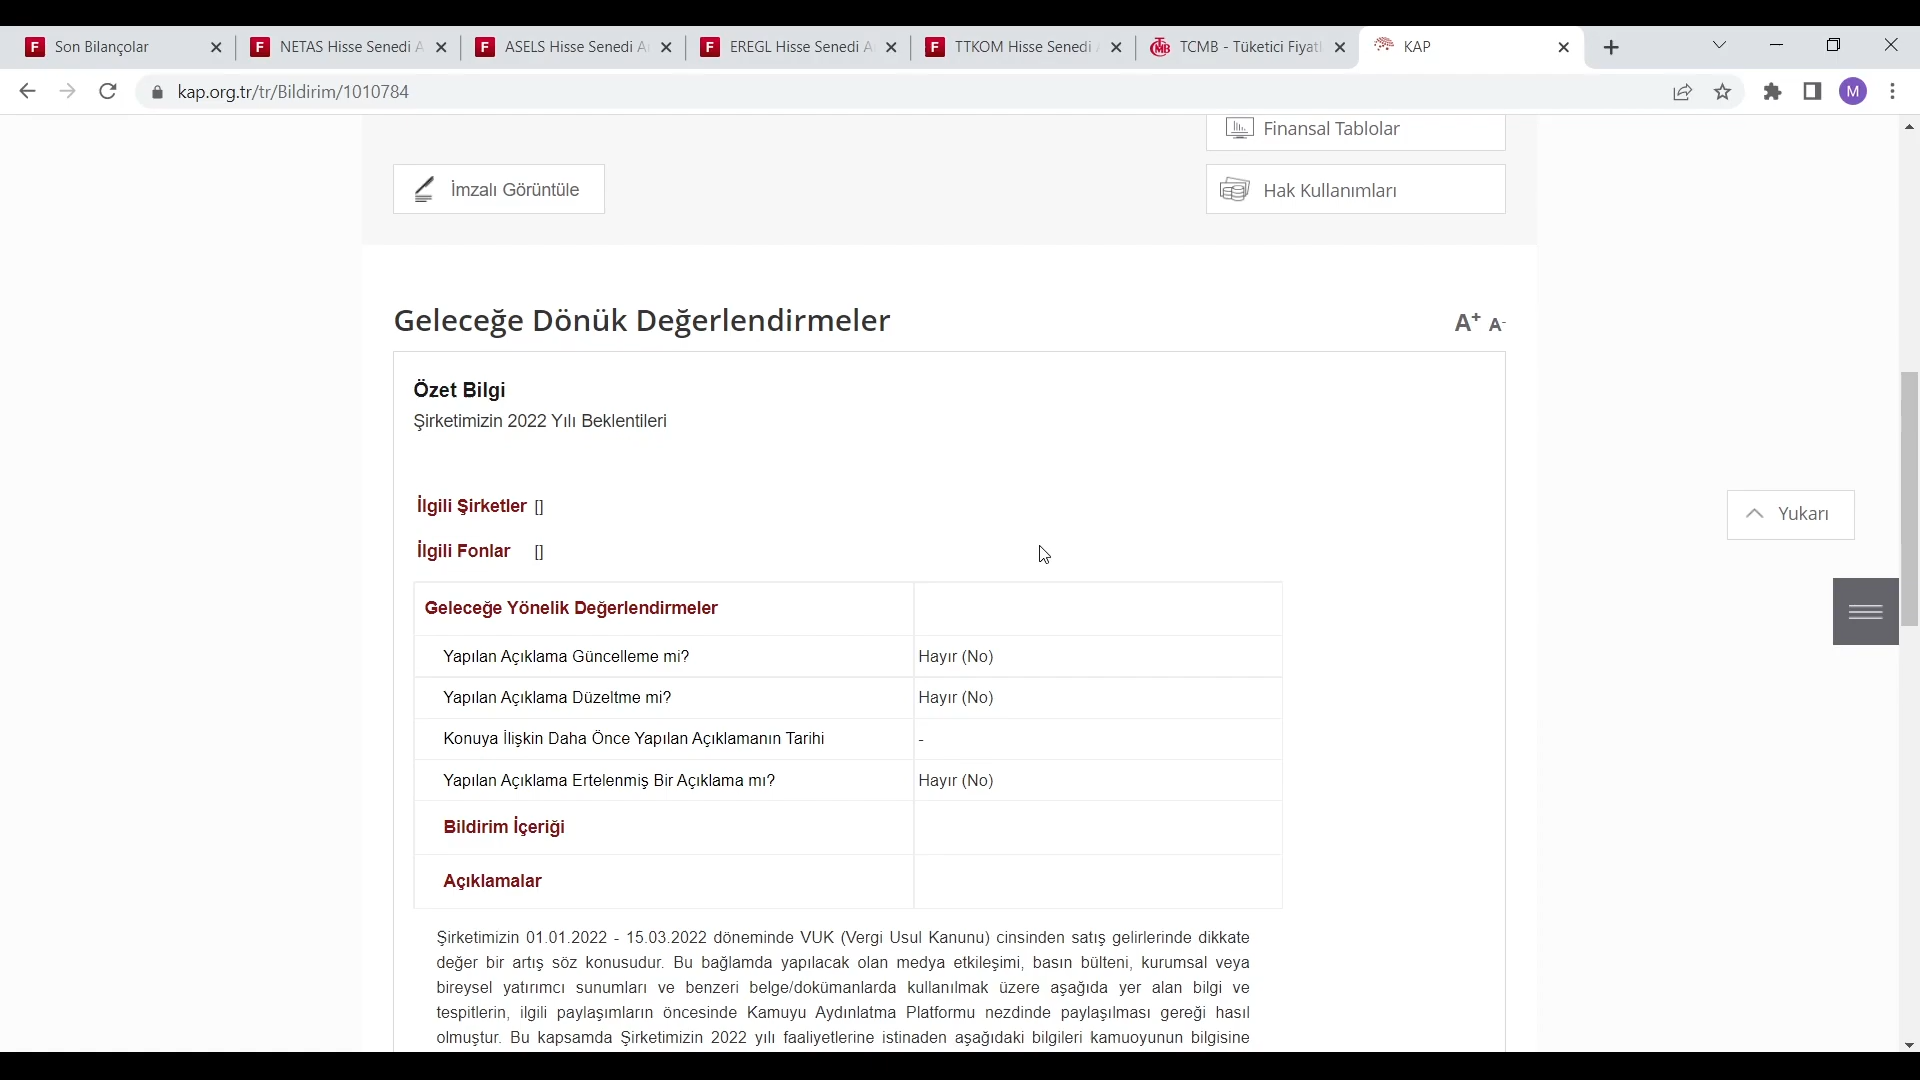 Son Bilançolar
NETAS Hisse Senedi A
ASELS Hisse Senedi A
EREGL Hisse Senedi A
TTKOM Hisse Senedi
TCMB - Tüketici Fiyat
KAP
kap.org.tr/tr/Bildirim/1010784
M
Finansal Tablolar
İmzalı Görüntüle
Hak Kullanımları
Geleceğe Dönük Değerlendirmeler
A+ A-
Özet Bilgi
Şirketimizin 2022 Yılı Beklentileri
İlgili Şirketler []
İlgili Fonlar []
Yukarı
Geleceğe Yönelik Değerlendirmeler
Yapılan Açıklama Güncelleme mi? Hayır (No)
Yapılan Açıklama Düzeltme mi? Hayır (No)
Konuya İlişkin Daha Önce Yapılan Açıklamanın Tarihi -
Yapılan Açıklama Ertelenmiş Bir Açıklama mı? Hayır (No)
Bildirim İçeriği
Açıklamalar
Şirketimizin 01.01.2022 - 15.03.2022 döneminde VUK (Vergi Usul Kanunu) cinsinden satış gelirlerinde dikkate
değer bir artış söz konusudur. Bu bağlamda yapılacak olan medya etkileşimi, basın bülteni, kurumsal veya
bireysel yatırımcı sunumları ve benzeri belge/dokümanlarda kullanılmak üzere aşağıda yer alan bilgi ve
tespitlerin, ilgili paylaşımların öncesinde Kamuyu Aydınlatma Platformu nezdinde paylaşılması gereği hasıl
olmuştur. Bu kapsamda Şirketimizin 2022 yılı faaliyetlerine istinaden aşağıdaki bilgileri kamuoyunun bilgisine